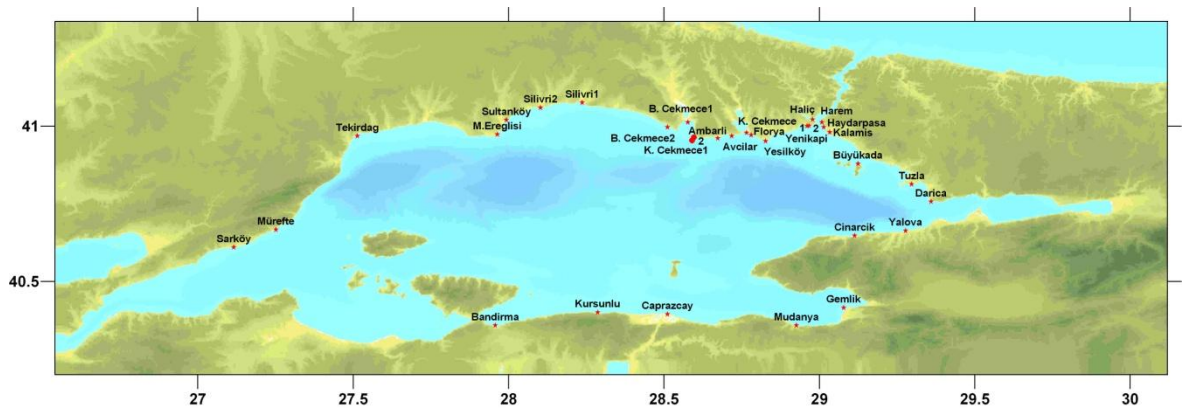 Silivri1
Silivri2
Sultanköy
M.Ereglisi
Tekirdag
B. Cekmece1
B. Cekmece2
Ambarli
2
K. Cekmece1
Avcilar
K. Cekmece
Florya
Yesilköy
Haliç
Harem
1
2
Haydarpasa
Yenikapi
Kalamis
Büyükada
Tuzla
Darica
Mürefte
Sarköy
Cinarcik
Yalova
Bandirma
Kursunlu
Caprazcay
Mudanya
Gemlik
41
40.5
27
27.5
28
28.5
29
29.5
30